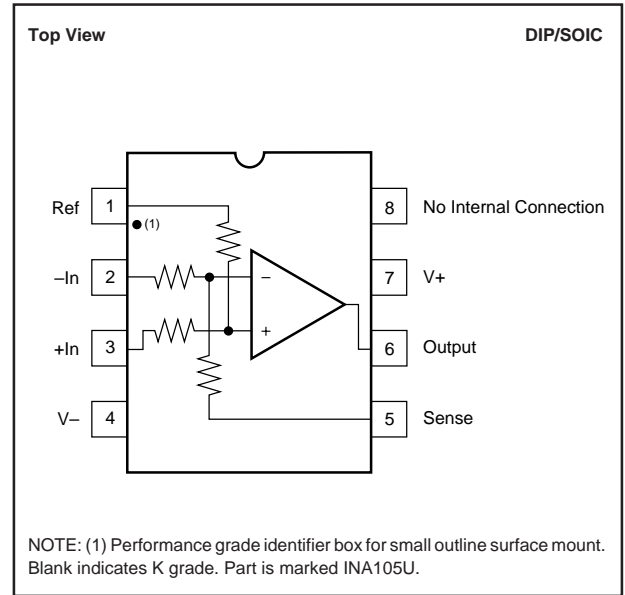 Top View DIP/SOIC
Ref 1 8 No Internal Connection
(1)
–In 2 – 7 V+
+In 3 + 6 Output
V– 4 5 Sense
NOTE: (1) Performance grade identifier box for small outline surface mount.
Blank indicates K grade. Part is marked INA105U.